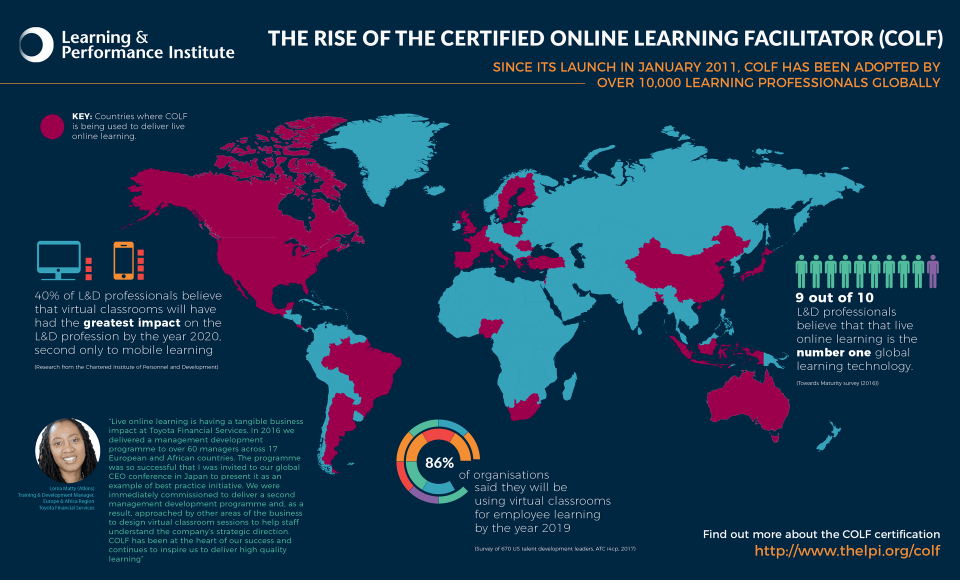 Learning &
Performance Institute
THE RISE OF THE CERTIFIED ONLINE LEARNING FACILITATOR (COLF)
SINCE ITS LAUNCH IN JANUARY 2011, COLF HAS BEEN ADOPTED BY
OVER 10,000 LEARNING PROFESSIONALS GLOBALLY
KEY: Countries where COLF
is being used to deliver live
online learning.
40% of L&D professionals believe
that virtual classrooms will have
had the greatest impact on the
L&D profession by the year 2020,
second only to mobile learning
(Research from the Chartered Institute of Personnel and Development)
9 out of 10
L&D professionals
believe that that live
online learning is the
number one global
learning technology.
(Towards Maturity survey (2016))
Lorna Matty (Atkins)
Training & Development Manager,
Europe & Africa Region
Toyota Financial Services
"Live online learning is having a tangible business
impact at Toyota Financial Services. In 2016 we
delivered a management development
programme to over 60 managers across 17
European and African countries. The programme
was so successful that I was invited to our global
CEO conference in Japan to present it as an
example of best practice initiative. We were
immediately commissioned to deliver a second
management development programme and, as a
result, approached by other areas of the business
to design virtual classroom sessions to help staff
understand the company's strategic direction.
COLF has been at the heart of our success and
continues to inspire us to deliver high quality
learning"
86%
of organisations
said they will be
using virtual classrooms
for employee learning
by the year 2019
(Survey of 670 US talent development leaders, ATC i4cp, 2017)
Find out more about the COLF certification
http://www.thelpi.org/colf